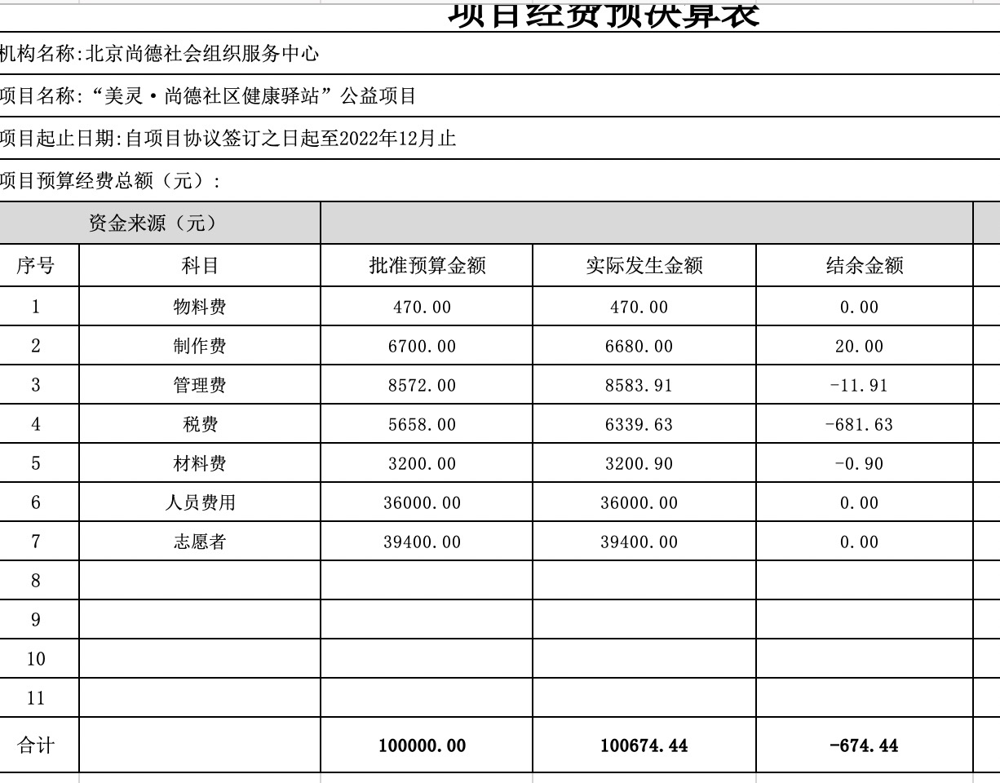 项目经费预决算表
机构名称:北京尚德社会组织服务中心
项目名称:“美灵·尚德社区健康驿站”公益项目
项目起止日期:自项目协议签订之日起至2022年12月止
项目预算经费总额（元）:
资金来源（元）
序号 科目 批准预算金额 实际发生金额 结余金额
1 物料费 470.00 470.00 0.00
2 制作费 6700.00 6680.00 20.00
3 管理费 8572.00 8583.91 -11.91
4 税费 5658.00 6339.63 -681.63
5 材料费 3200.00 3200.90 -0.90
6 人员费用 36000.00 36000.00 0.00
7 志愿者 39400.00 39400.00 0.00
8
9
10
11
合计 100000.00 100674.44 -674.44